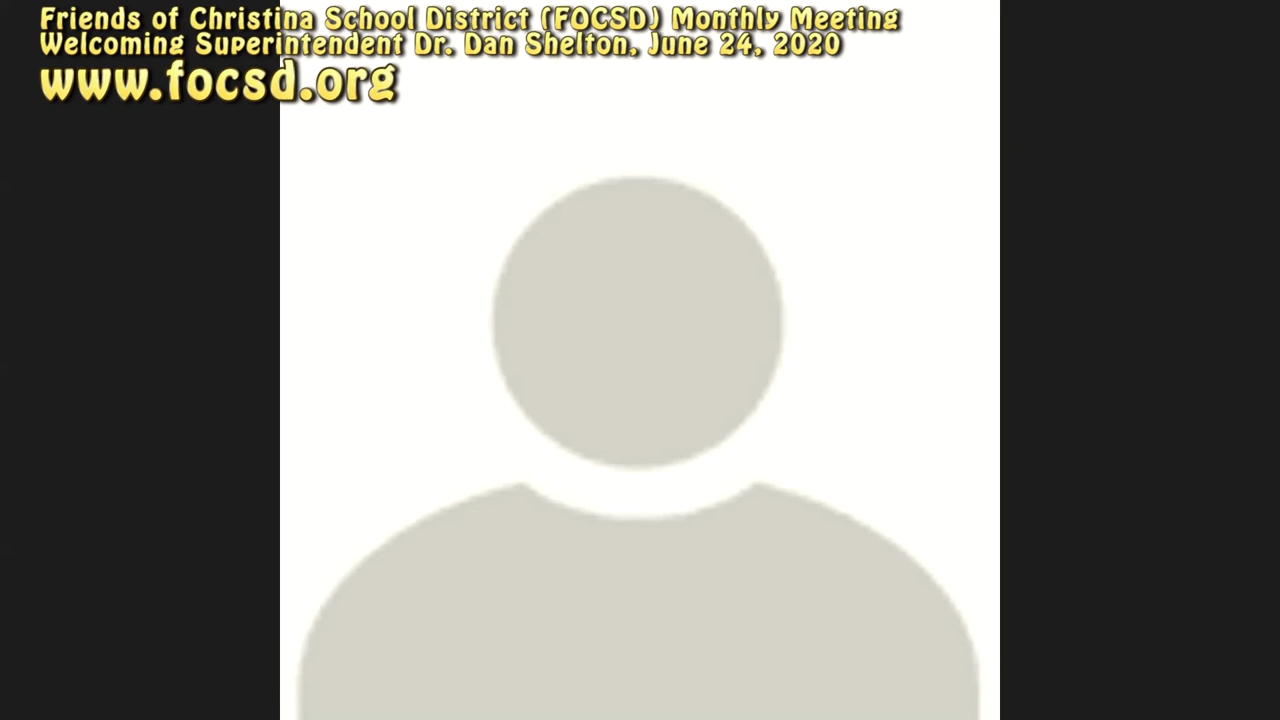 Friends of Christina School District (FOCSD) Monthly Meeting
Welcoming Superintendent Dr. Dan Shelton, June 24, 2020
www.focsd.org